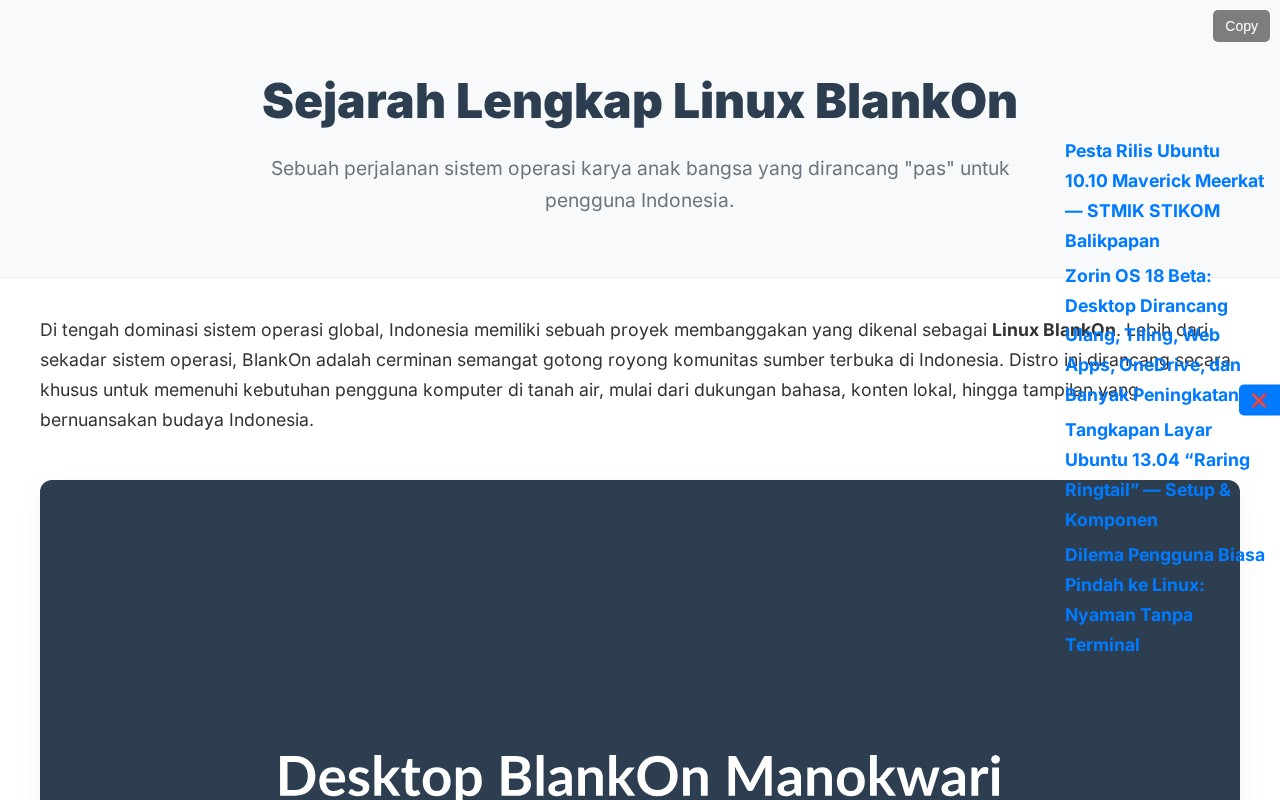 Copy
Sejarah Lengkap Linux BlankOn
Sebuah perjalanan sistem operasi karya anak bangsa yang dirancang "pas" untuk
pengguna Indonesia.
Di tengah dominasi sistem operasi global, Indonesia memiliki sebuah proyek membanggakan yang dikenal sebagai Linux BlankOn. Lebih dari
sekadar sistem operasi, BlankOn adalah cerminan semangat gotong royong komunitas sumber terbuka di Indonesia. Distro ini dirancang secara
khusus untuk memenuhi kebutuhan pengguna komputer di tanah air, mulai dari dukungan bahasa, konten lokal, hingga tampilan yang
bernuansakan budaya Indonesia.
Desktop BlankOn Manokwari
Pesta Rilis Ubuntu
10.10 Maverick Meerkat
— STMIK STIKOM
Balikpapan
Zorin OS 18 Beta:
Desktop Dirancang
Ulang; Tiling, Web
Apps, OneDrive, dan
Banyak Peningkatan
Tangkapan Layar
Ubuntu 13.04 “Raring
Ringtail” — Setup &
Komponen
Dilema Pengguna Biasa
Pindah ke Linux:
Nyaman Tanpa
Terminal